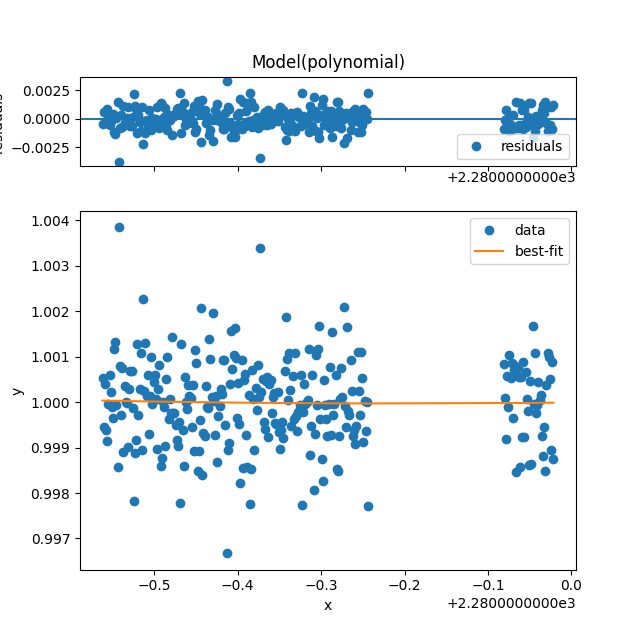 Model(polynomial)
0.0025
0.0000
−0.0025
residuals
+2.2800000000e3
1.004
1.003
1.002
1.001
1.000
0.999
0.998
0.997
y
data
best-fit
−0.5
−0.4
−0.3
−0.2
−0.1
0.0
x
+2.2800000000e3